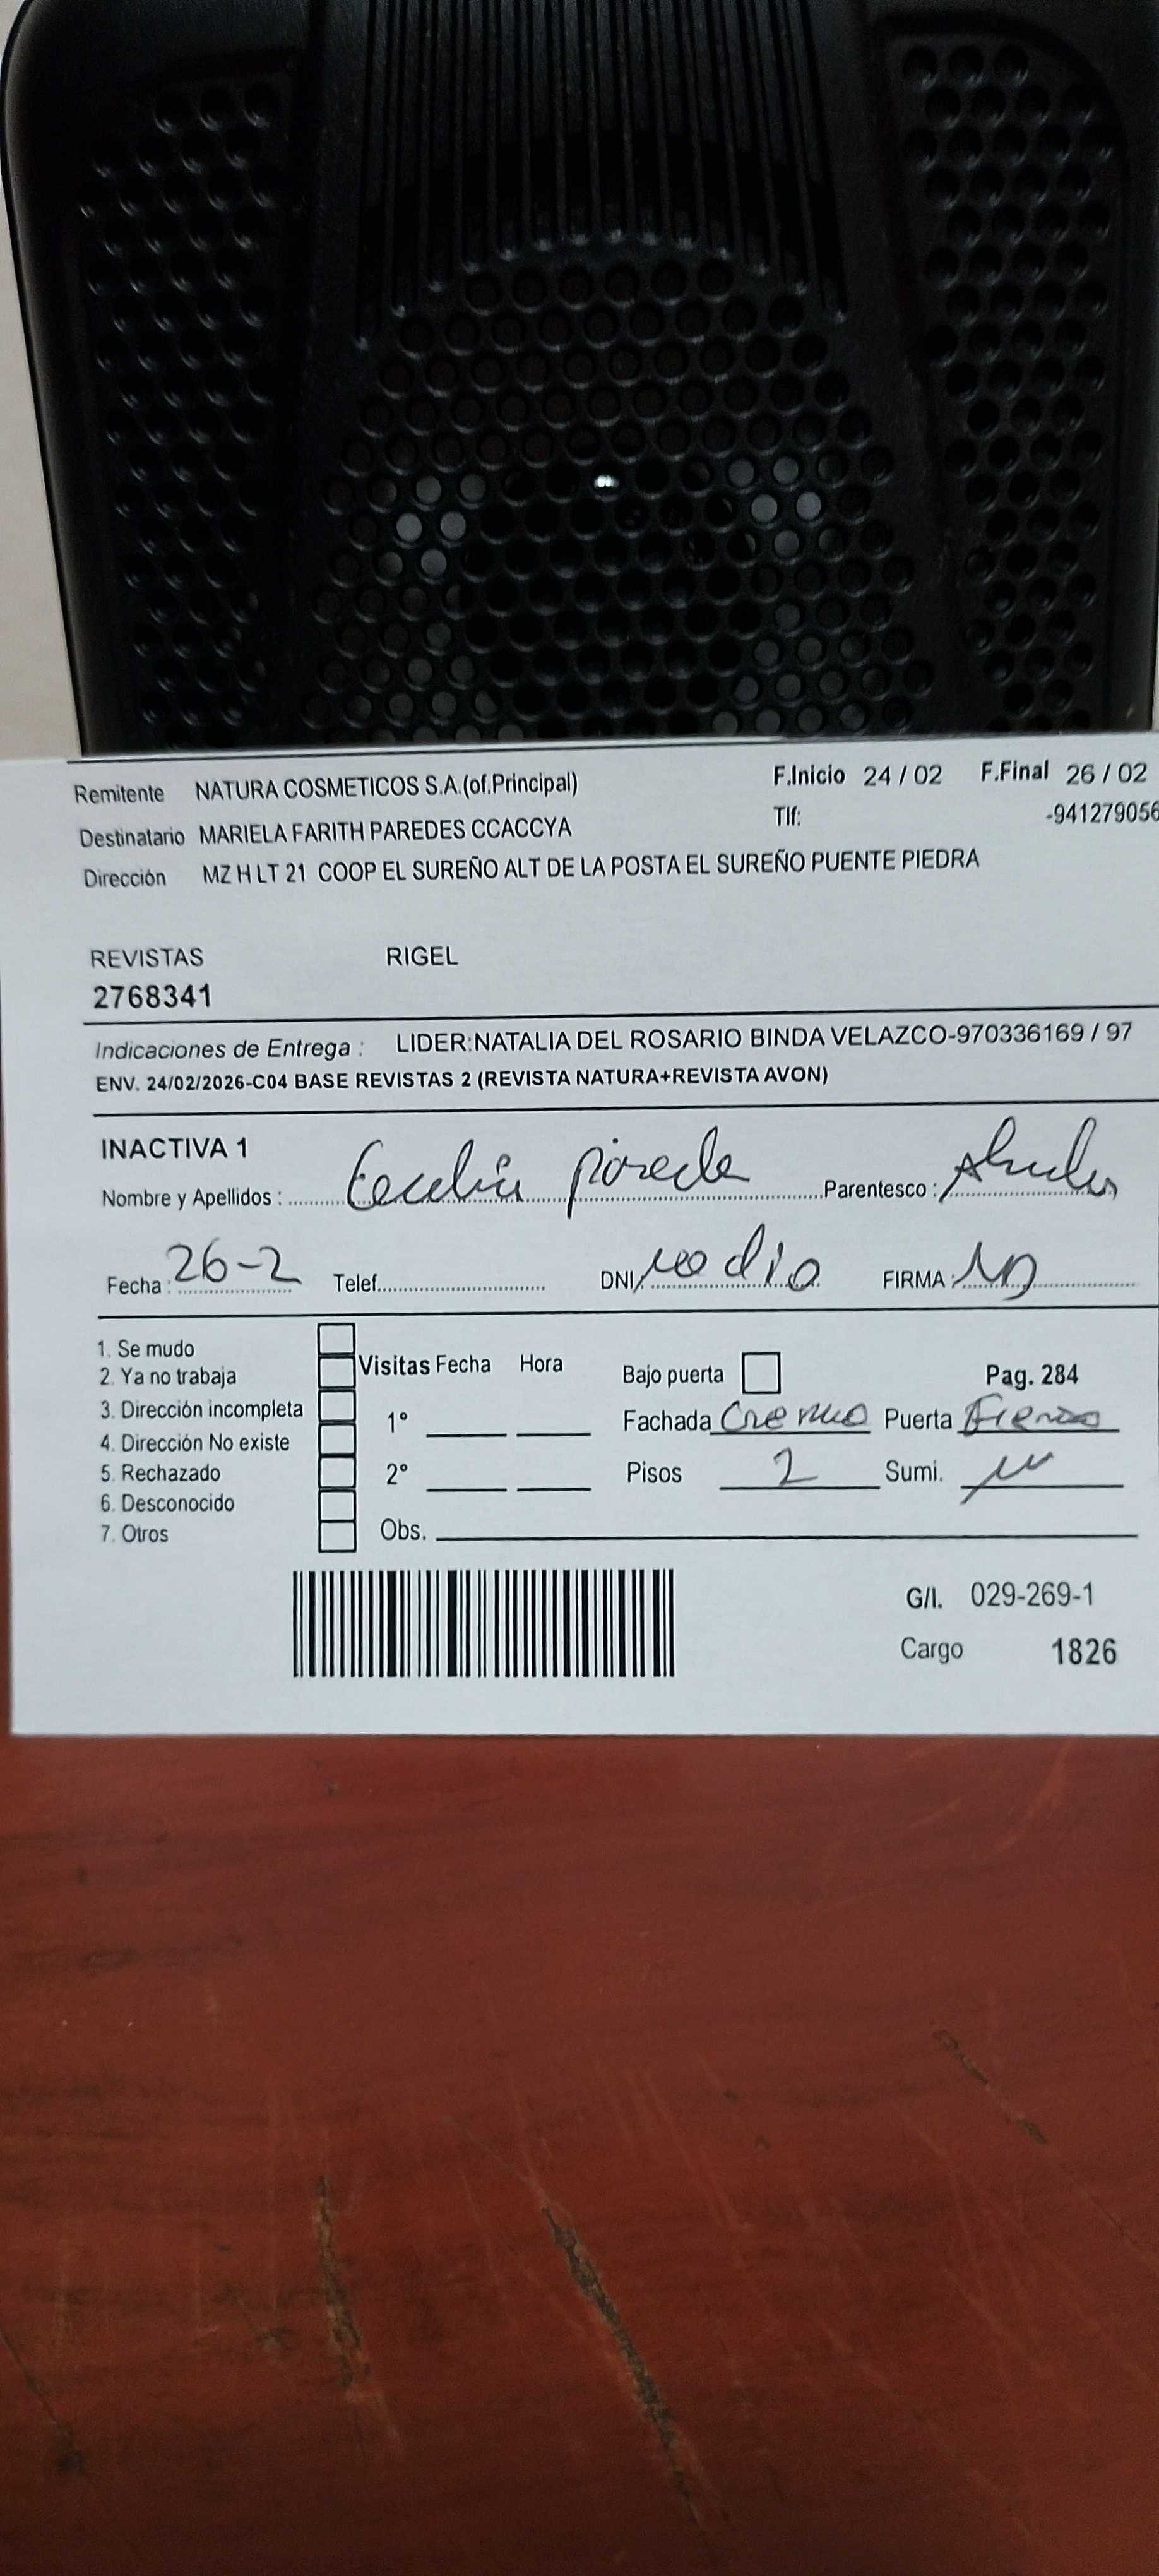 Remitente NATURA COSMETICOS S.A.(of.Principal) F.Inicio 24 / 02 F.Final 26 / 02
Destinatario MARIELA FARITH PAREDES CCACCYA Tlf: -941279056
Dirección MZ H LT 21 COOP EL SUREÑO ALT DE LA POSTA EL SUREÑO PUENTE PIEDRA
REVISTAS RIGEL
2768341
Indicaciones de Entrega : LIDER:NATALIA DEL ROSARIO BINDA VELAZCO-970336169 / 97
ENV. 24/02/2026-C04 BASE REVISTAS 2 (REVISTA NATURA+REVISTA AVON)
INACTIVA 1
Nombre y Apellidos : Parentesco :
Fecha : 26-2 Telef. DNI no dio FIRMA :
1. Se mudo
2. Ya no trabaja Visitas Fecha Hora Bajo puerta Pag. 284
3. Dirección incompleta 1° Fachada Cremo Puerta Fierro
4. Dirección No existe
5. Rechazado 2° Pisos 2 Sumi.
6. Desconocido
7. Otros Obs.
G/I. 029-269-1
Cargo 1826